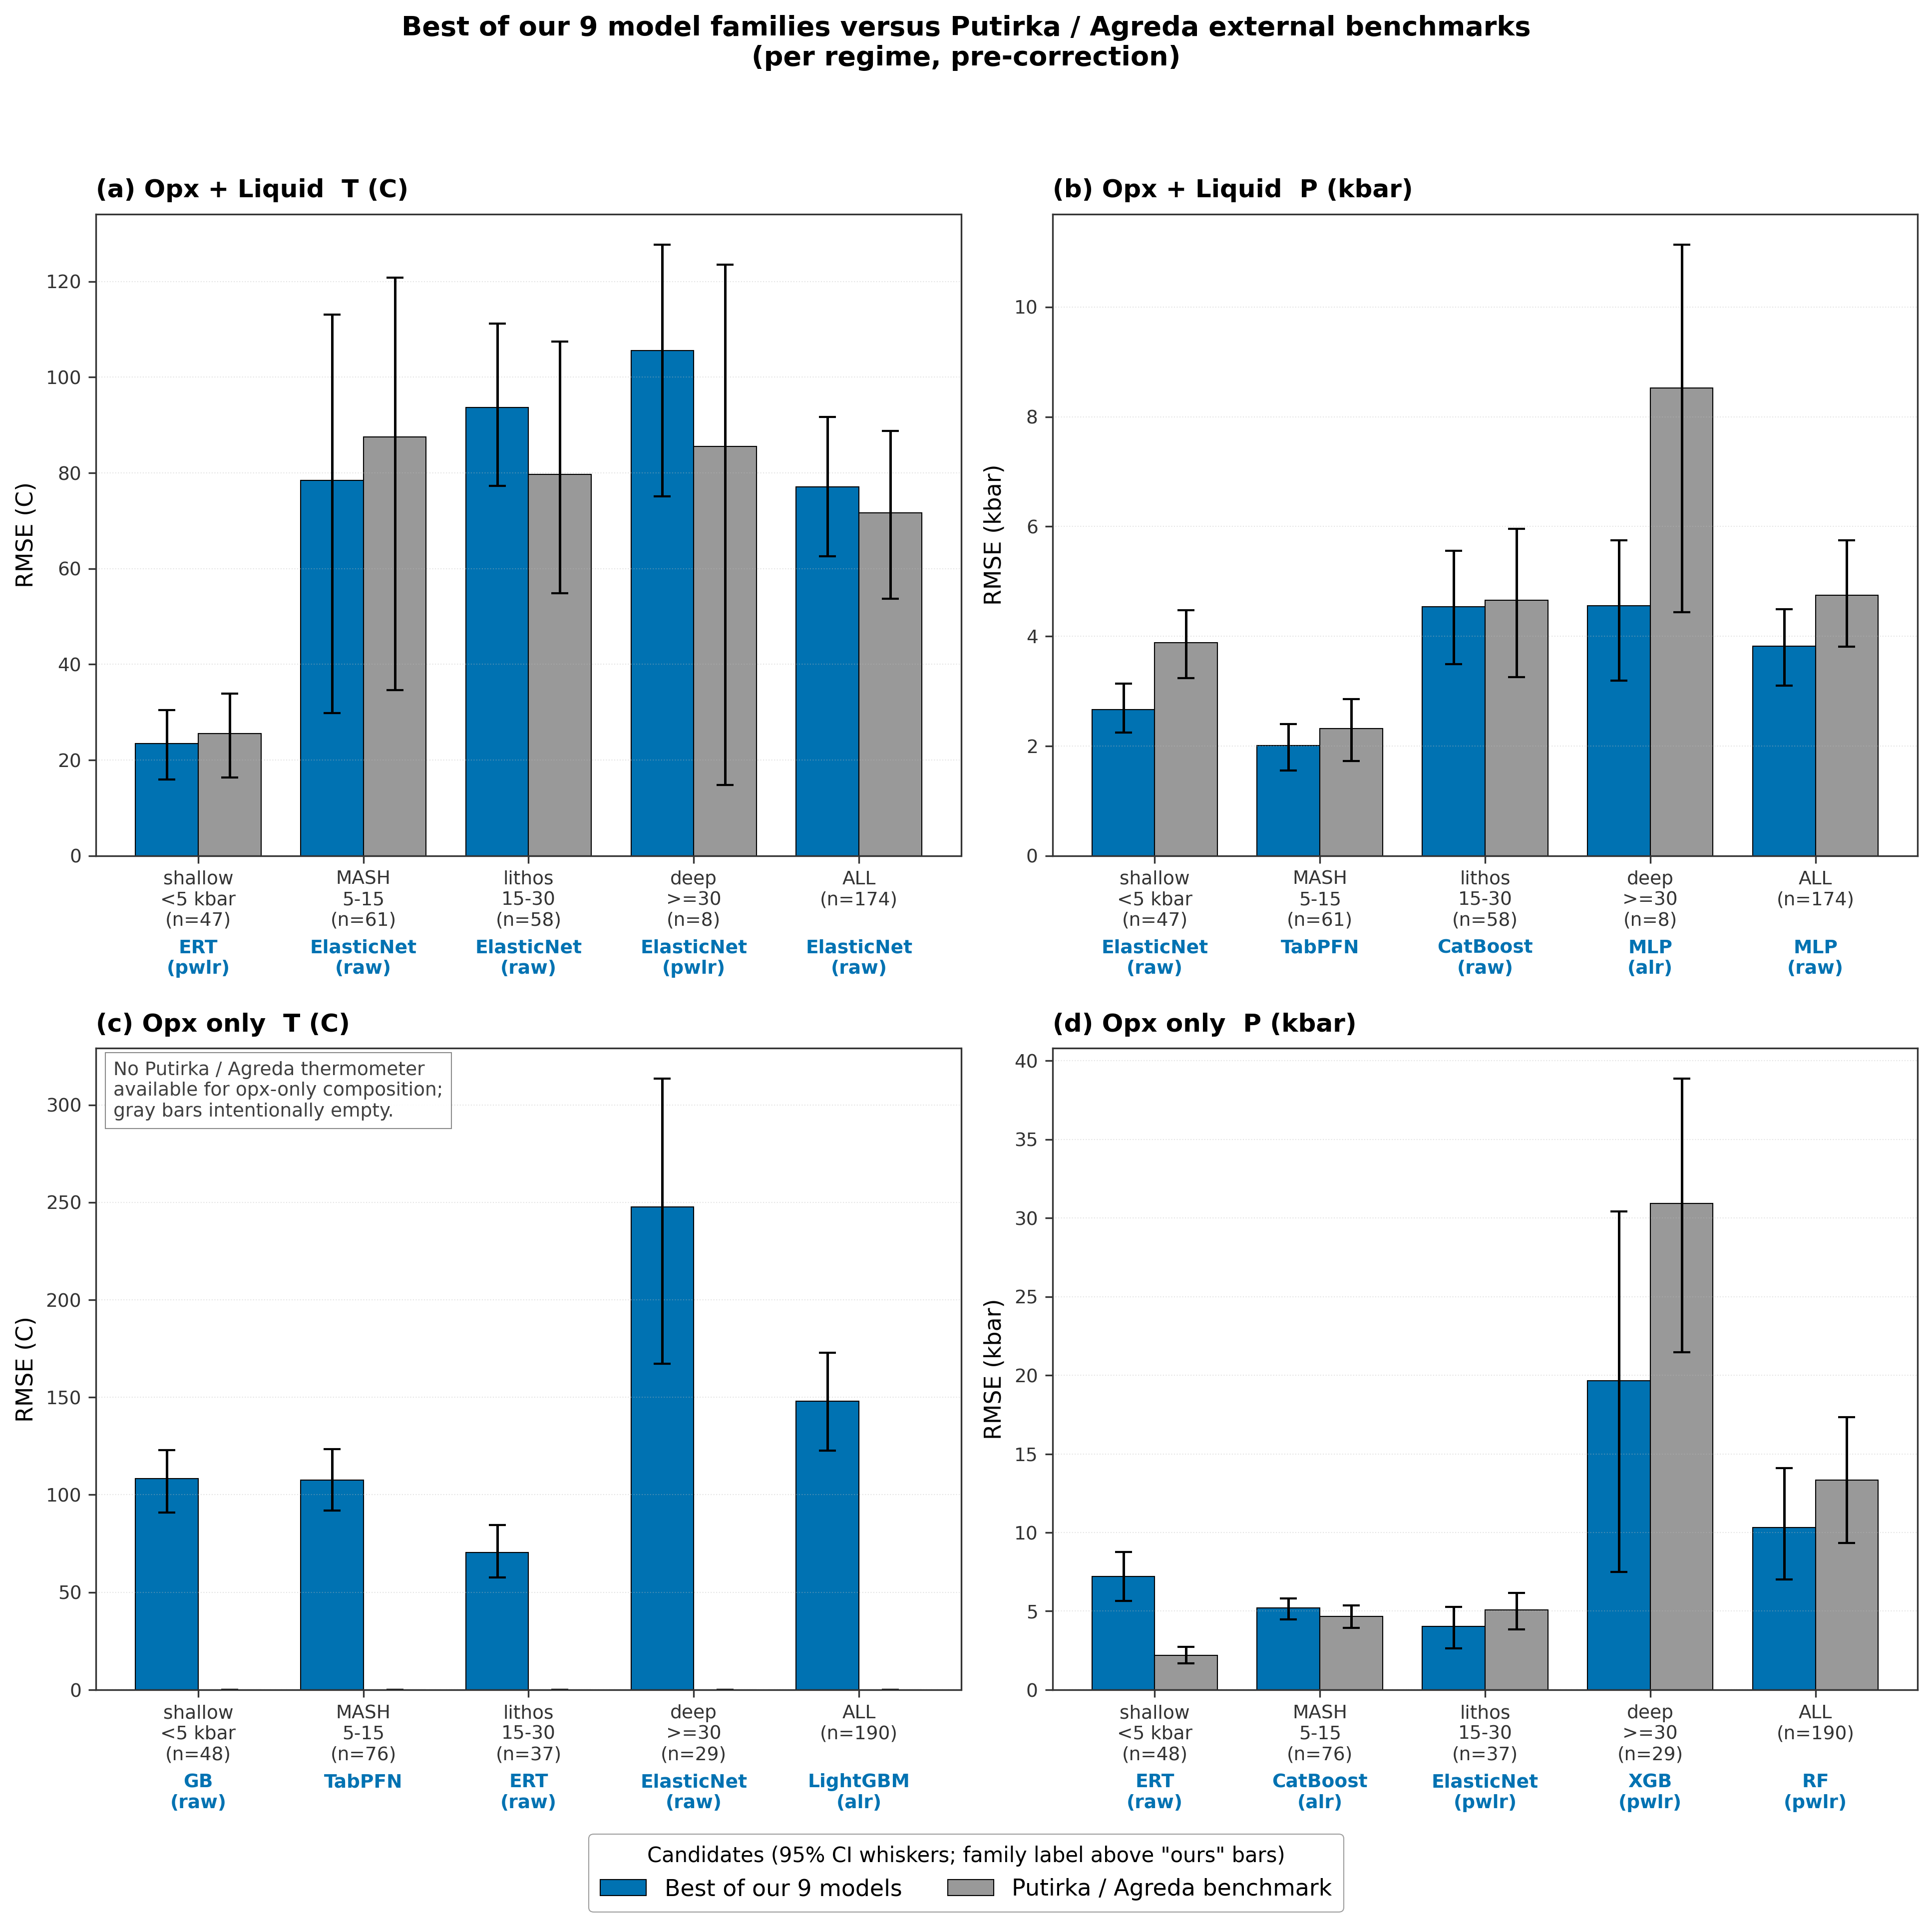 Best of our 9 model families versus Putirka / Agreda external benchmarks
(per regime, pre-correction)
(a) Opx + Liquid  T (C)
RMSE (C)
120
100
80
60
40
20
0
shallow
<5 kbar
(n=47)
ERT
(pwlr)
MASH
5-15
(n=61)
ElasticNet
(raw)
lithos
15-30
(n=58)
ElasticNet
(raw)
deep
>=30
(n=8)
ElasticNet
(pwlr)
ALL
(n=174)
ElasticNet
(raw)
(b) Opx + Liquid  P (kbar)
RMSE (kbar)
10
8
6
4
2
0
shallow
<5 kbar
(n=47)
ElasticNet
(raw)
MASH
5-15
(n=61)
TabPFN
lithos
15-30
(n=58)
CatBoost
(raw)
deep
>=30
(n=8)
MLP
(alr)
ALL
(n=174)
MLP
(raw)
(c) Opx only  T (C)
No Putirka / Agreda thermometer
available for opx-only composition;
gray bars intentionally empty.
RMSE (C)
300
250
200
150
100
50
0
shallow
<5 kbar
(n=48)
GB
(raw)
MASH
5-15
(n=76)
TabPFN
lithos
15-30
(n=37)
ERT
(raw)
deep
>=30
(n=29)
ElasticNet
(raw)
ALL
(n=190)
LightGBM
(alr)
(d) Opx only  P (kbar)
RMSE (kbar)
40
35
30
25
20
15
10
5
0
shallow
<5 kbar
(n=48)
ERT
(raw)
MASH
5-15
(n=76)
CatBoost
(alr)
lithos
15-30
(n=37)
ElasticNet
(pwlr)
deep
>=30
(n=29)
XGB
(pwlr)
ALL
(n=190)
RF
(pwlr)
Candidates (95% CI whiskers; family label above "ours" bars)
Best of our 9 models
Putirka / Agreda benchmark